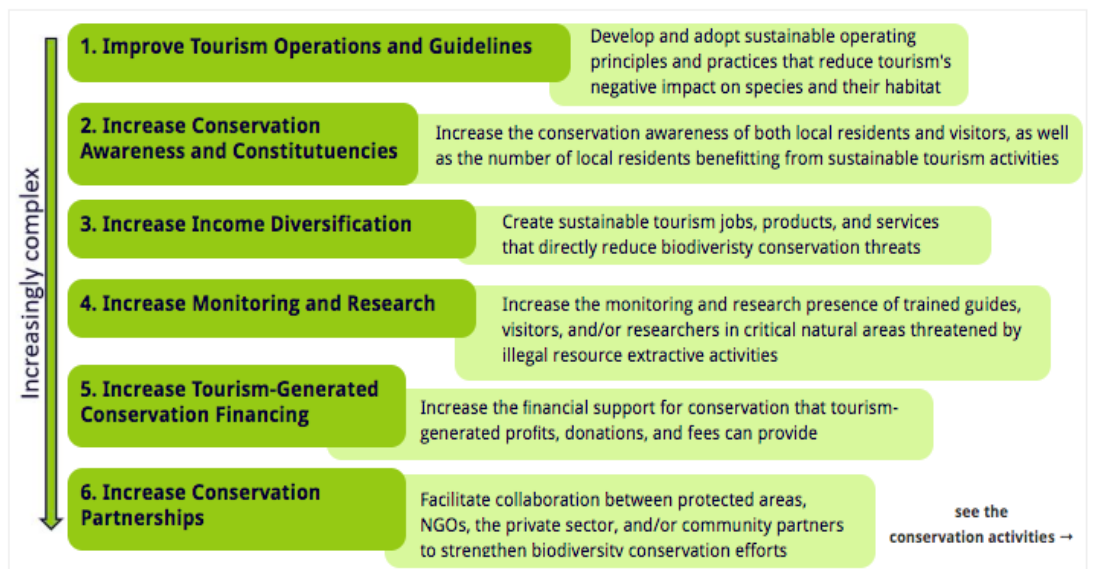 Increasingly complex
1. Improve Tourism Operations and Guidelines
Develop and adopt sustainable operating
principles and practices that reduce tourism's
negative impact on species and their habitat
2. Increase Conservation
Awareness and Constitutuencies
Increase the conservation awareness of both local residents and visitors, as well
as the number of local residents benefitting from sustainable tourism activities
3. Increase Income Diversification
Create sustainable tourism jobs, products, and services
that directly reduce biodiveristy conservation threats
4. Increase Monitoring and Research
Increase the monitoring and research presence of trained guides,
visitors, and/or researchers in critical natural areas threatened by
illegal resource extractive activities
5. Increase Tourism-Generated
Conservation Financing
Increase the financial support for conservation that tourism-
generated profits, donations, and fees can provide
6. Increase Conservation
Partnerships
Facilitate collaboration between protected areas,
NGOs, the private sector, and/or community partners
to strengthen biodiversity conservation efforts
see the
conservation activities →